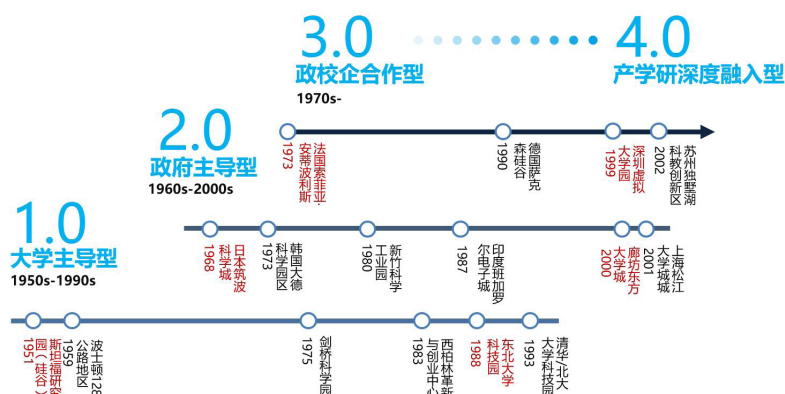 3.0
政校企合作型
1970s-
4.0
产学研深度融入型
法国索菲亚·
安蒂波利斯
1973
德国萨克
森硅谷
1990
深圳虚拟
大学园
1999
苏州独墅湖
科教创新区
2002
2.0
政府主导型
1960s-2000s
日本筑波
科学城
1968
韩国大德
科学园区
1973
新竹科学
工业园
1980
印度班加罗
尔电子城
1987
廊坊东方
大学城
2000
上海松江
大学城城
2001
1.0
大学主导型
1950s-1990s
斯坦福研究
园（硅谷）
1951
波士顿128
公路地区
1959
剑桥科学园
1975
西柏林革新
与创业中心
1983
东北大学
科技园
1988
清华/北大
大学科技园
1993